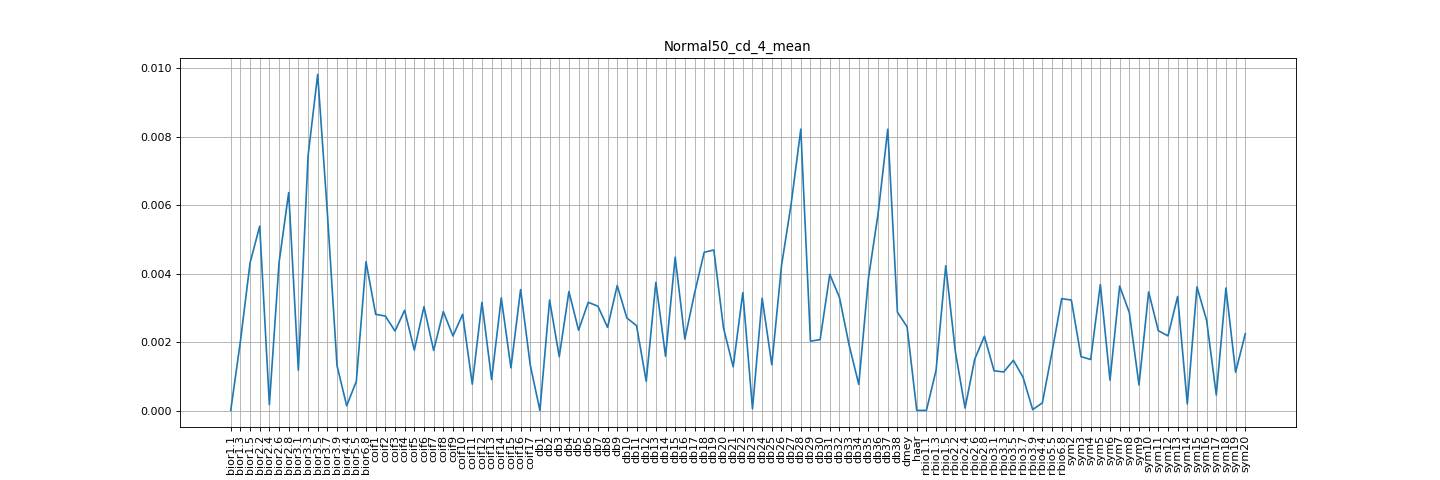 Normal50_cd_4_mean
0.010
0.008
0.006
0.004
0.002
0.000
bior1.1
bior1.3
bior1.5
bior2.2
bior2.4
bior2.6
bior2.8
bior3.1
bior3.3
bior3.5
bior3.7
bior3.9
bior4.4
bior5.5
bior6.8
coif1
coif2
coif3
coif4
coif5
coif6
coif7
coif8
coif9
coif10
coif11
coif12
coif13
coif14
coif15
coif16
coif17
db1
db2
db3
db4
db5
db6
db7
db8
db9
db10
db11
db12
db13
db14
db15
db16
db17
db18
db19
db20
db21
db22
db23
db24
db25
db26
db27
db28
db29
db30
db31
db32
db33
db34
db35
db36
db37
db38
dmey
haar
rbio1.1
rbio1.3
rbio1.5
rbio2.2
rbio2.4
rbio2.6
rbio2.8
rbio3.1
rbio3.3
rbio3.5
rbio3.7
rbio3.9
rbio4.4
rbio5.5
rbio6.8
sym2
sym3
sym4
sym5
sym6
sym7
sym8
sym9
sym10
sym11
sym12
sym13
sym14
sym15
sym16
sym17
sym18
sym19
sym20